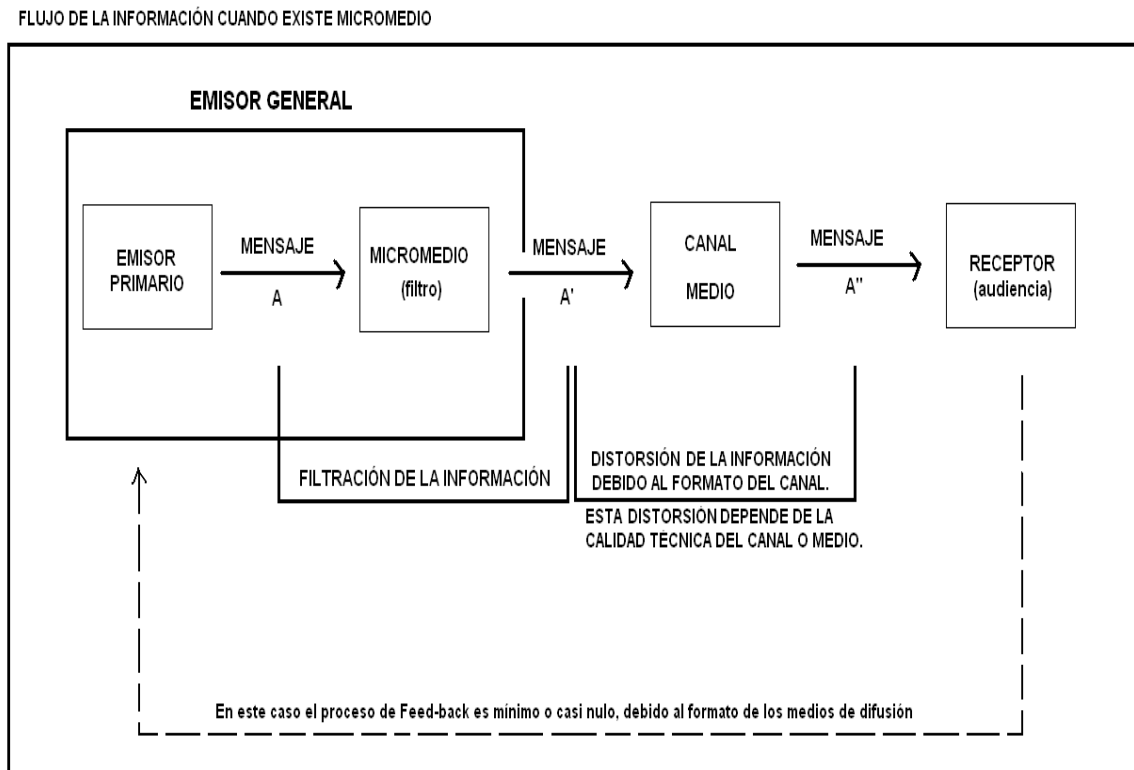 FLUJO DE LA INFORMACIÓN CUANDO EXISTE MICROMEDIO
EMISOR GENERAL
EMISOR
PRIMARIO
MENSAJE
A
MICROMEDIO
(filtro)
MENSAJE
A'
CANAL
MEDIO
MENSAJE
A''
RECEPTOR
(audiencia)
FILTRACIÓN DE LA INFORMACIÓN
DISTORSIÓN DE LA INFORMACIÓN
DEBIDO AL FORMATO DEL CANAL.
ESTA DISTORSIÓN DEPENDE DE LA
CALIDAD TÉCNICA DEL CANAL O MEDIO.
En este caso el proceso de Feed-back es mínimo o casi nulo, debido al formato de los medios de difusión